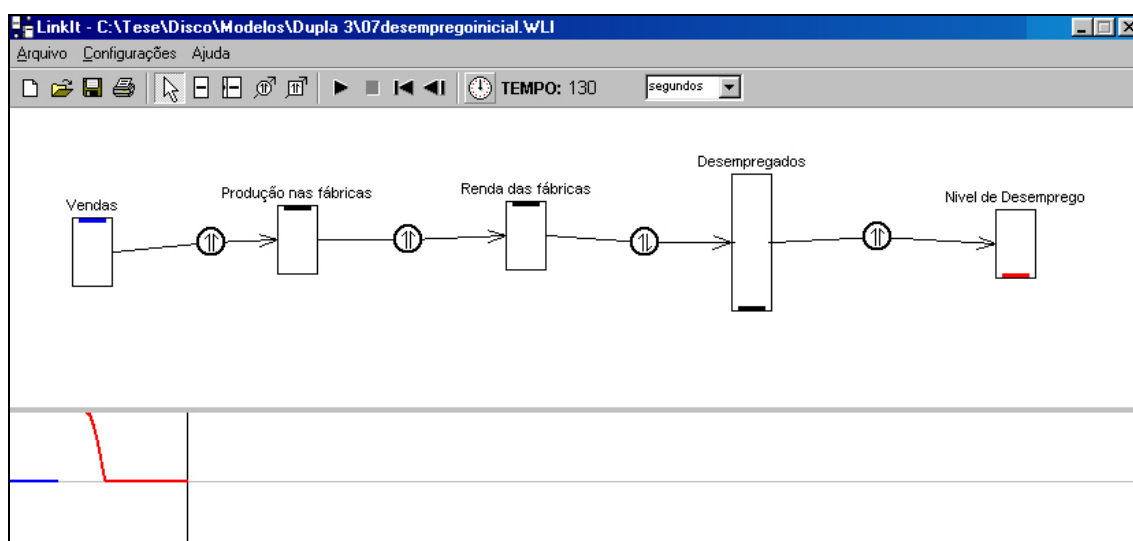 LinkIt - C:\Tese\Disco\Modelos\Dupla 3\07desempregoinicial.WLI
Arquivo Configurações Ajuda
TEMPO: 130 segundos
Desempregados
Produção nas fábricas
Renda das fábricas
Vendas
Nivel de Desemprego